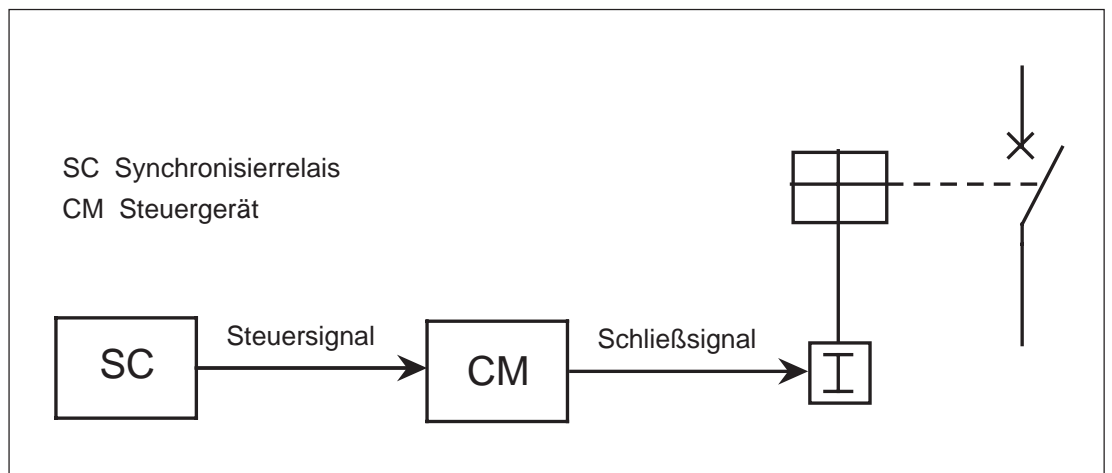 SC Synchronisierrelais
CM Steuergerät
Steuersignal
Schließsignal
SC
CM
I